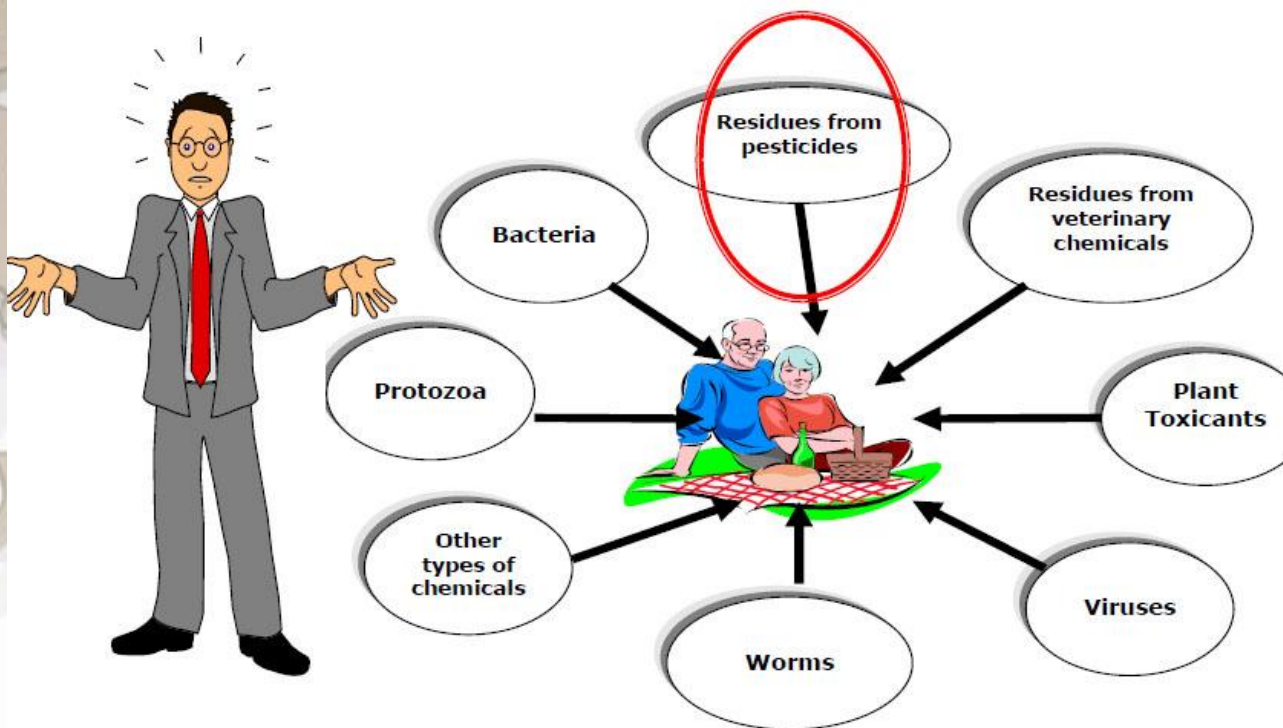 Residues from
pesticides
Bacteria
Residues from
veterinary
chemicals
Protozoa
Plant
Toxicants
Other
types of
chemicals
Viruses
Worms